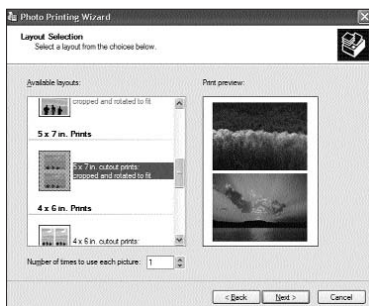 Photo Printing Wizard
Layout Selection
Select a layout from the choices below.
Available layouts:
Print preview:
cropped and rotated to fit
5 x 7 in. Prints
5 x 7 in. cutout prints:
cropped and rotated to fit
4 x 6 in. Prints
4 x 6 in. cutout prints:
Number of times to use each picture: 1
< Back Next > Cancel